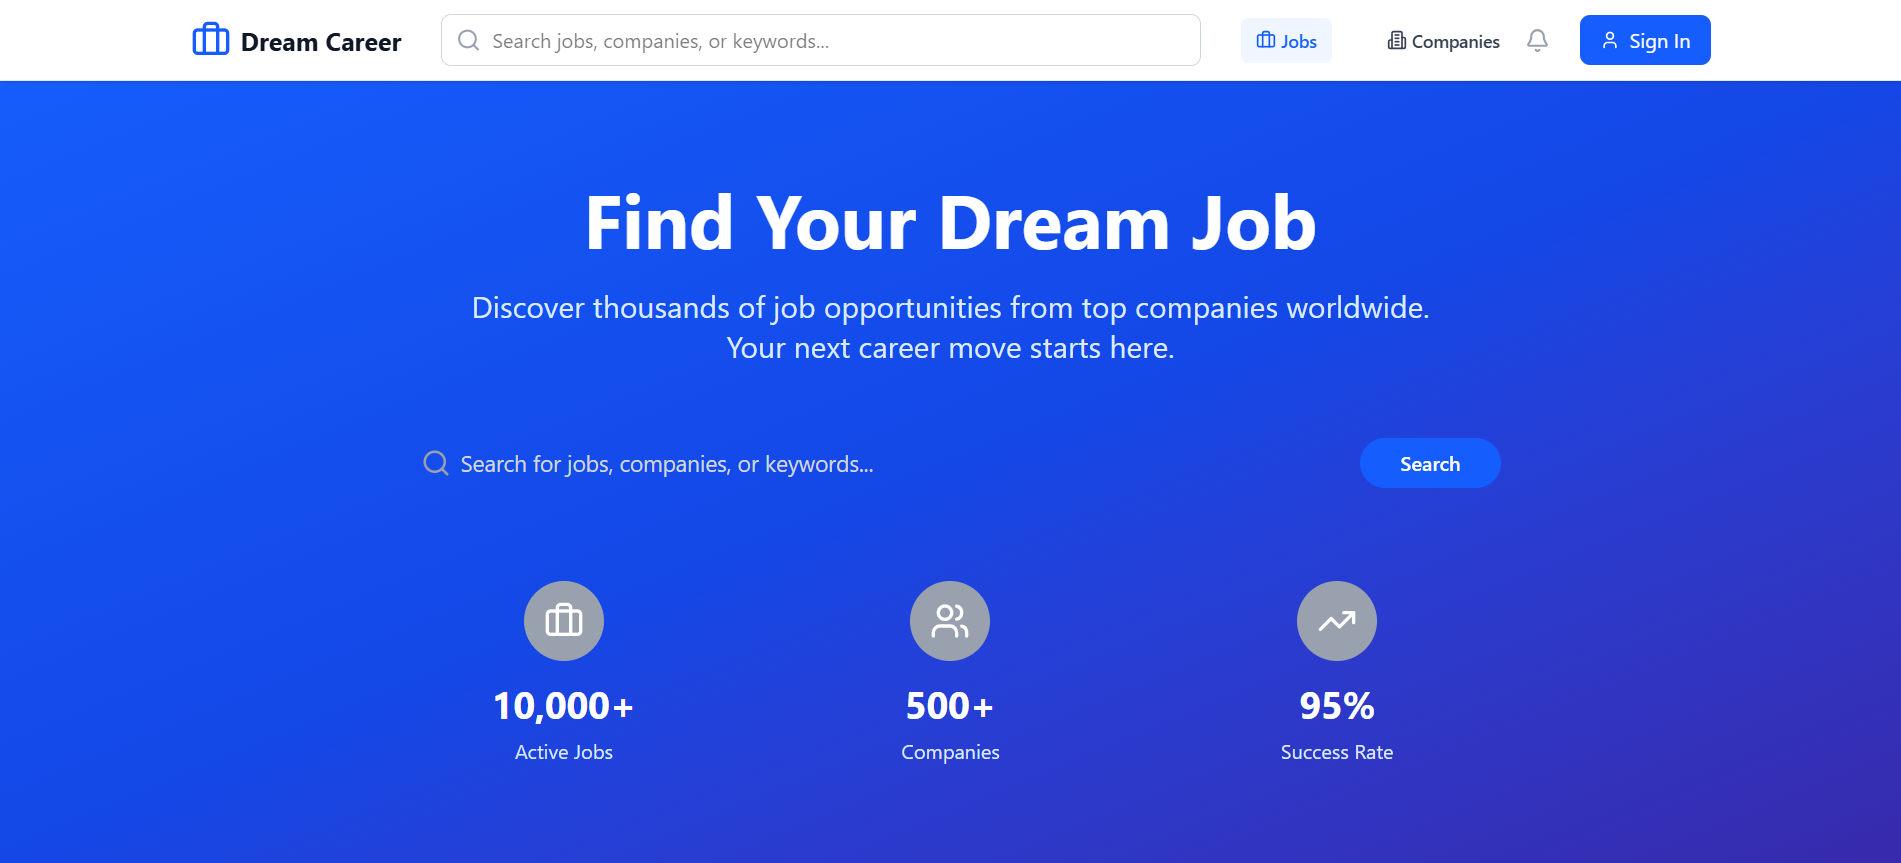 Dream Career
Search jobs, companies, or keywords...
Jobs
Companies
Sign In
Find Your Dream Job
Discover thousands of job opportunities from top companies worldwide.
Your next career move starts here.
Search for jobs, companies, or keywords...
Search
10,000+
Active Jobs
500+
Companies
95%
Success Rate